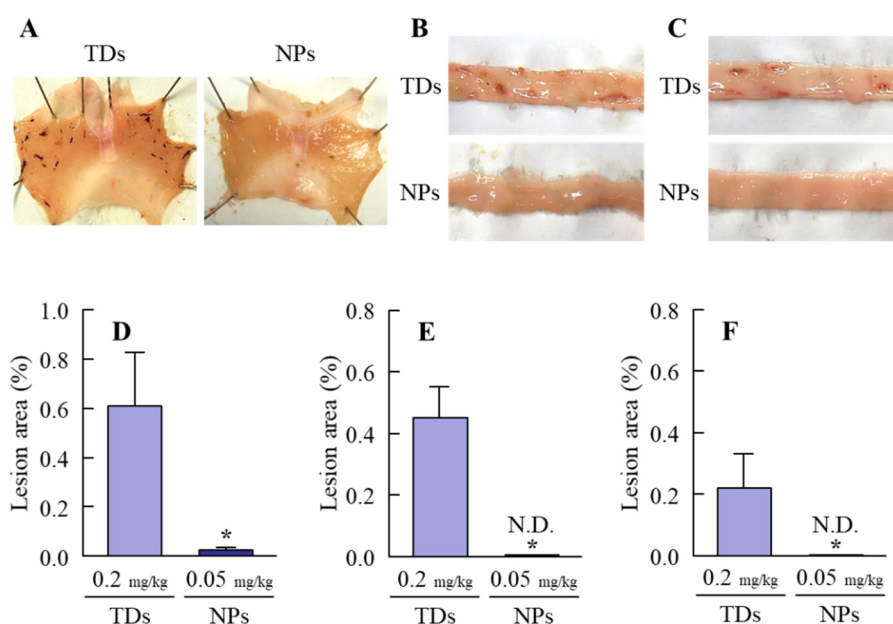 A
TDs
NPs
B
TDs
NPs
C
TDs
NPs
D
Lesion area (%)
1.0
0.8
0.6
0.4
0.2
0.0
*
0.2 mg/kg
0.05 mg/kg
TDs
NPs
E
Lesion area (%)
0.8
0.6
0.4
0.2
0.0
N.D.
*
0.2 mg/kg
0.05 mg/kg
TDs
NPs
F
Lesion area (%)
0.8
0.6
0.4
0.2
0.0
N.D.
*
0.2 mg/kg
0.05 mg/kg
TDs
NPs